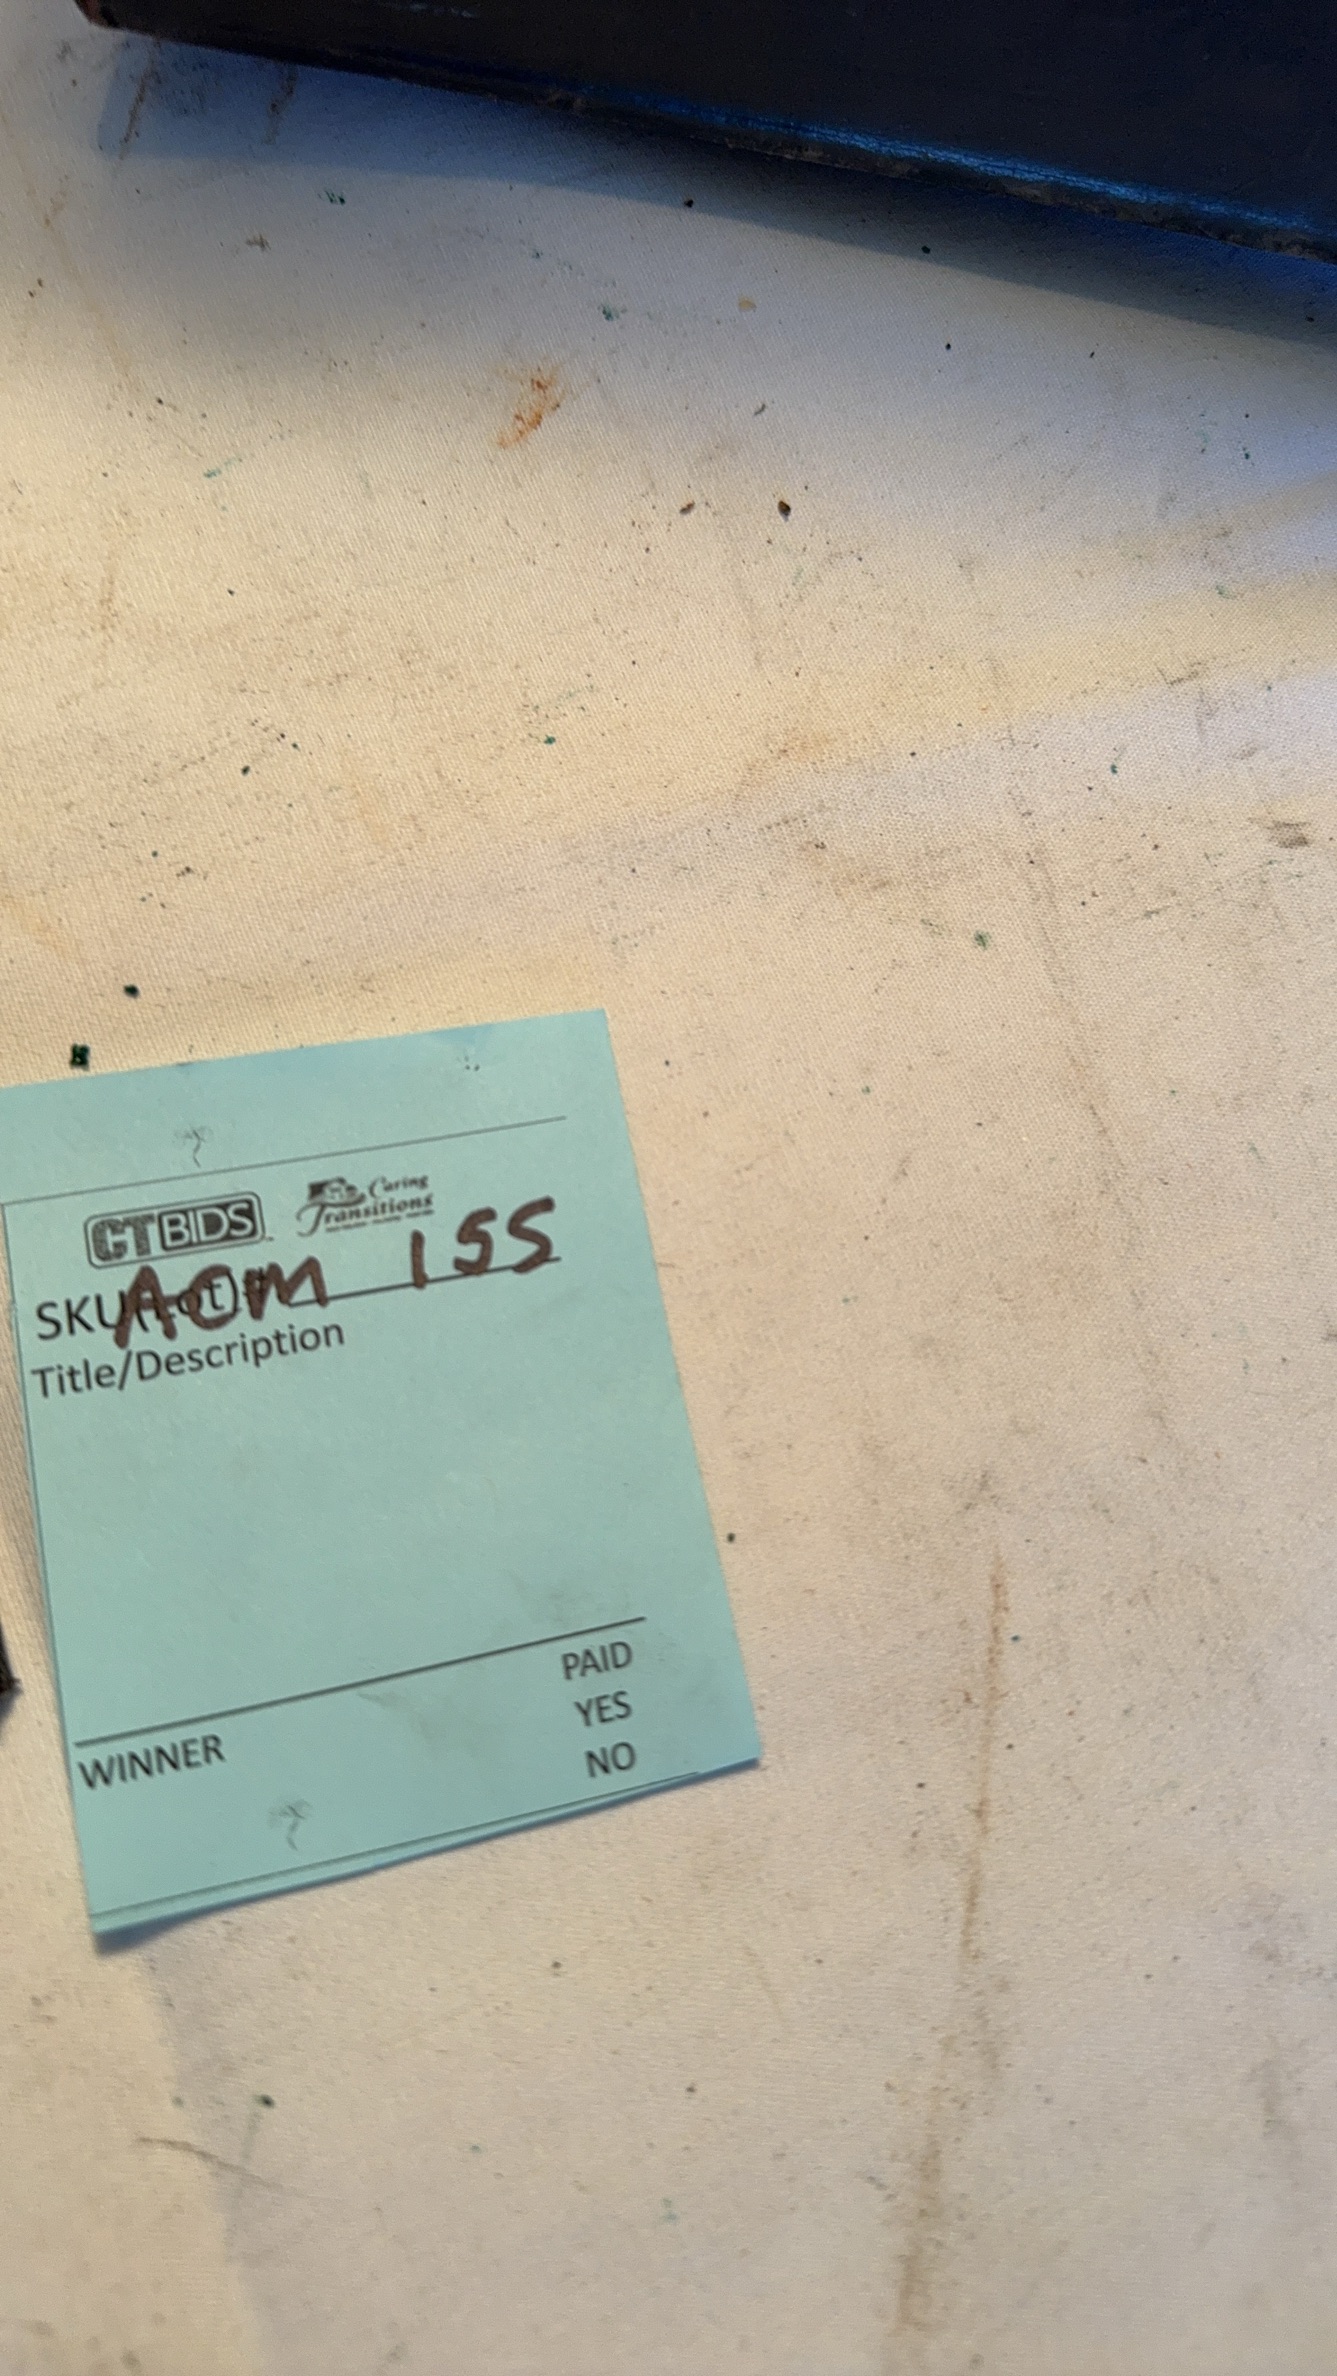 CTBIDS
Caring
Transitions
SKU(Lot)# ACM 155
Title/Description
PAID
YES
WINNER
NO